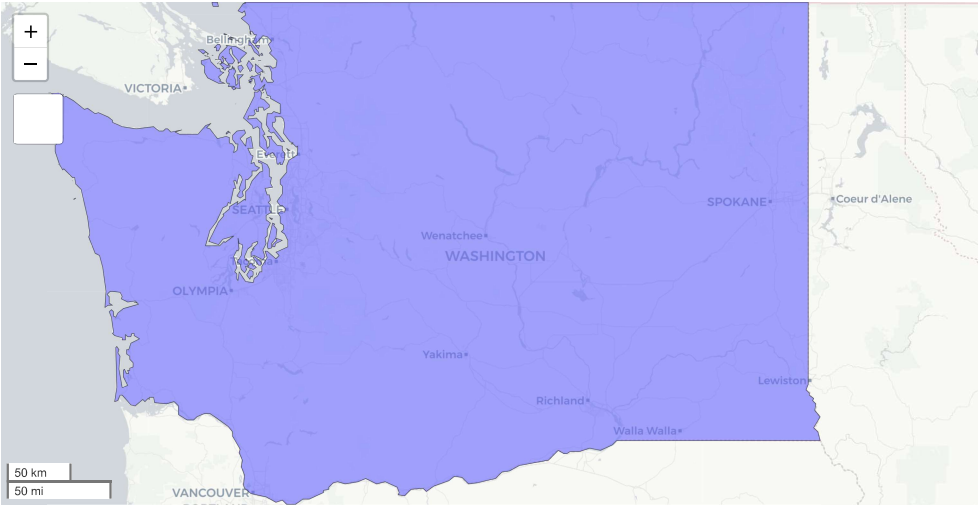 +
Bellingham
−
VICTORIA
Everett
SPOKANE
Coeur d'Alene
SEATTLE
Wenatchee
WASHINGTON
OLYMPIA
Yakima
Lewiston
Richland
Walla Walla
50 km
50 mi
VANCOUVER